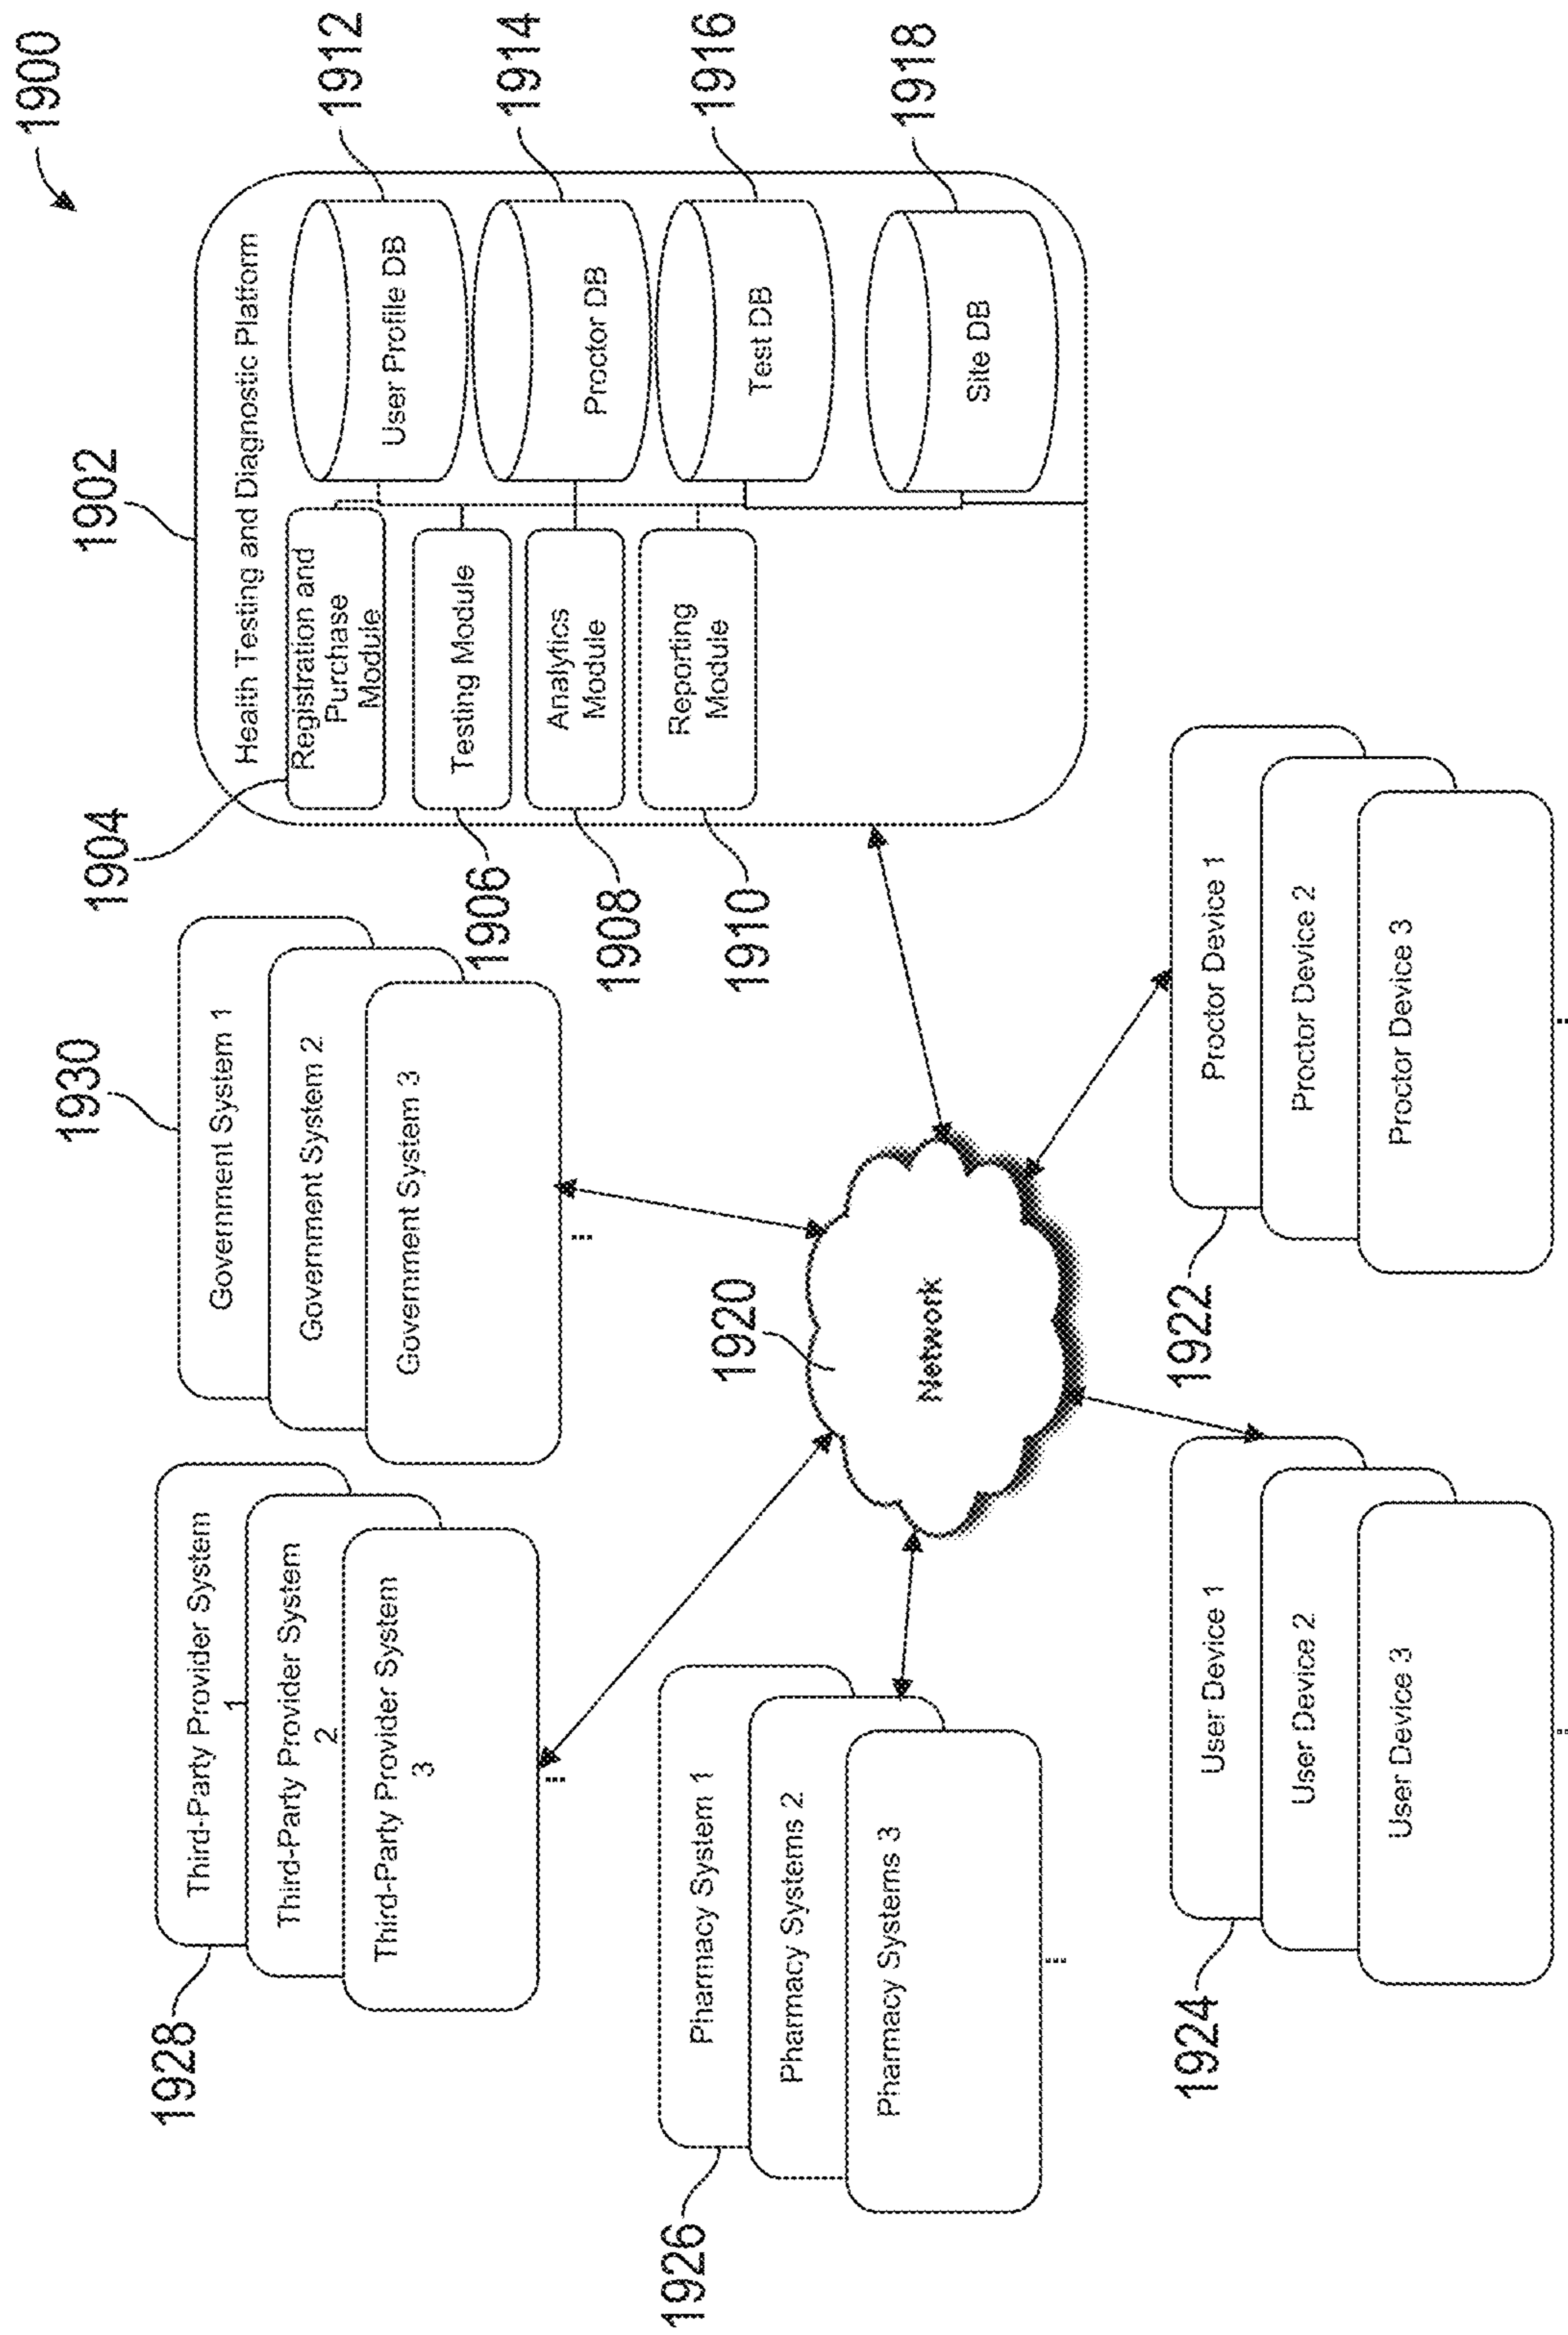 1900
1902
Health Testing and Diagnostic Platform
1904
Registration and
Purchase
Module
1906
Testing Module
1908
Analytics
Module
1910
Reporting
Module
User Profile DB
1912
Proctor DB
1914
Test DB
1916
Site DB
1918
1930
Government System 1
Government System 2
Government System 3
...
1928
Third-Party Provider System
1
Third-Party Provider System
2
Third-Party Provider System
3
...
1920
Network
1926
Pharmacy System 1
Pharmacy Systems 2
Pharmacy Systems 3
...
1924
User Device 1
User Device 2
User Device 3
...
1922
Proctor Device 1
Proctor Device 2
Proctor Device 3
...